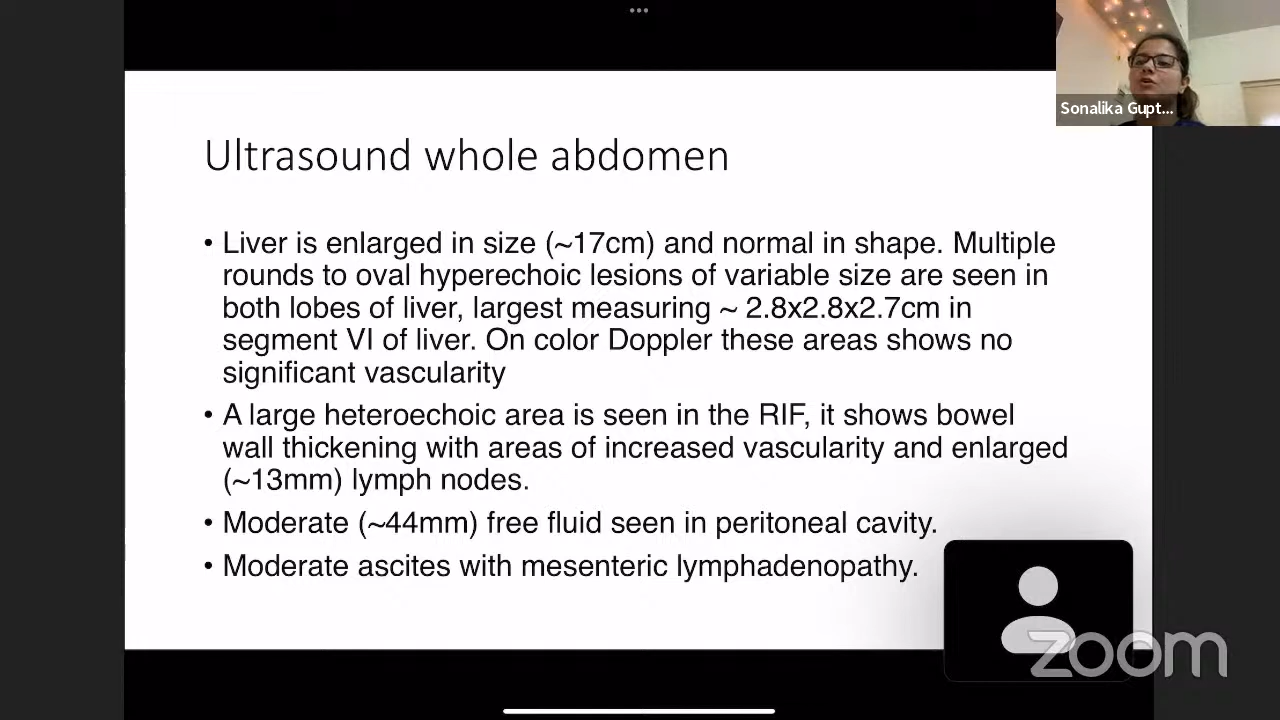 Sonalika Gupt...
Ultrasound whole abdomen
• Liver is enlarged in size (~17cm) and normal in shape. Multiple
rounds to oval hyperechoic lesions of variable size are seen in
both lobes of liver, largest measuring ~ 2.8x2.8x2.7cm in
segment VI of liver. On color Doppler these areas shows no
significant vascularity
• A large heteroechoic area is seen in the RIF, it shows bowel
wall thickening with areas of increased vascularity and enlarged
(~13mm) lymph nodes.
• Moderate (~44mm) free fluid seen in peritoneal cavity.
• Moderate ascites with mesenteric lymphadenopathy.
zoom